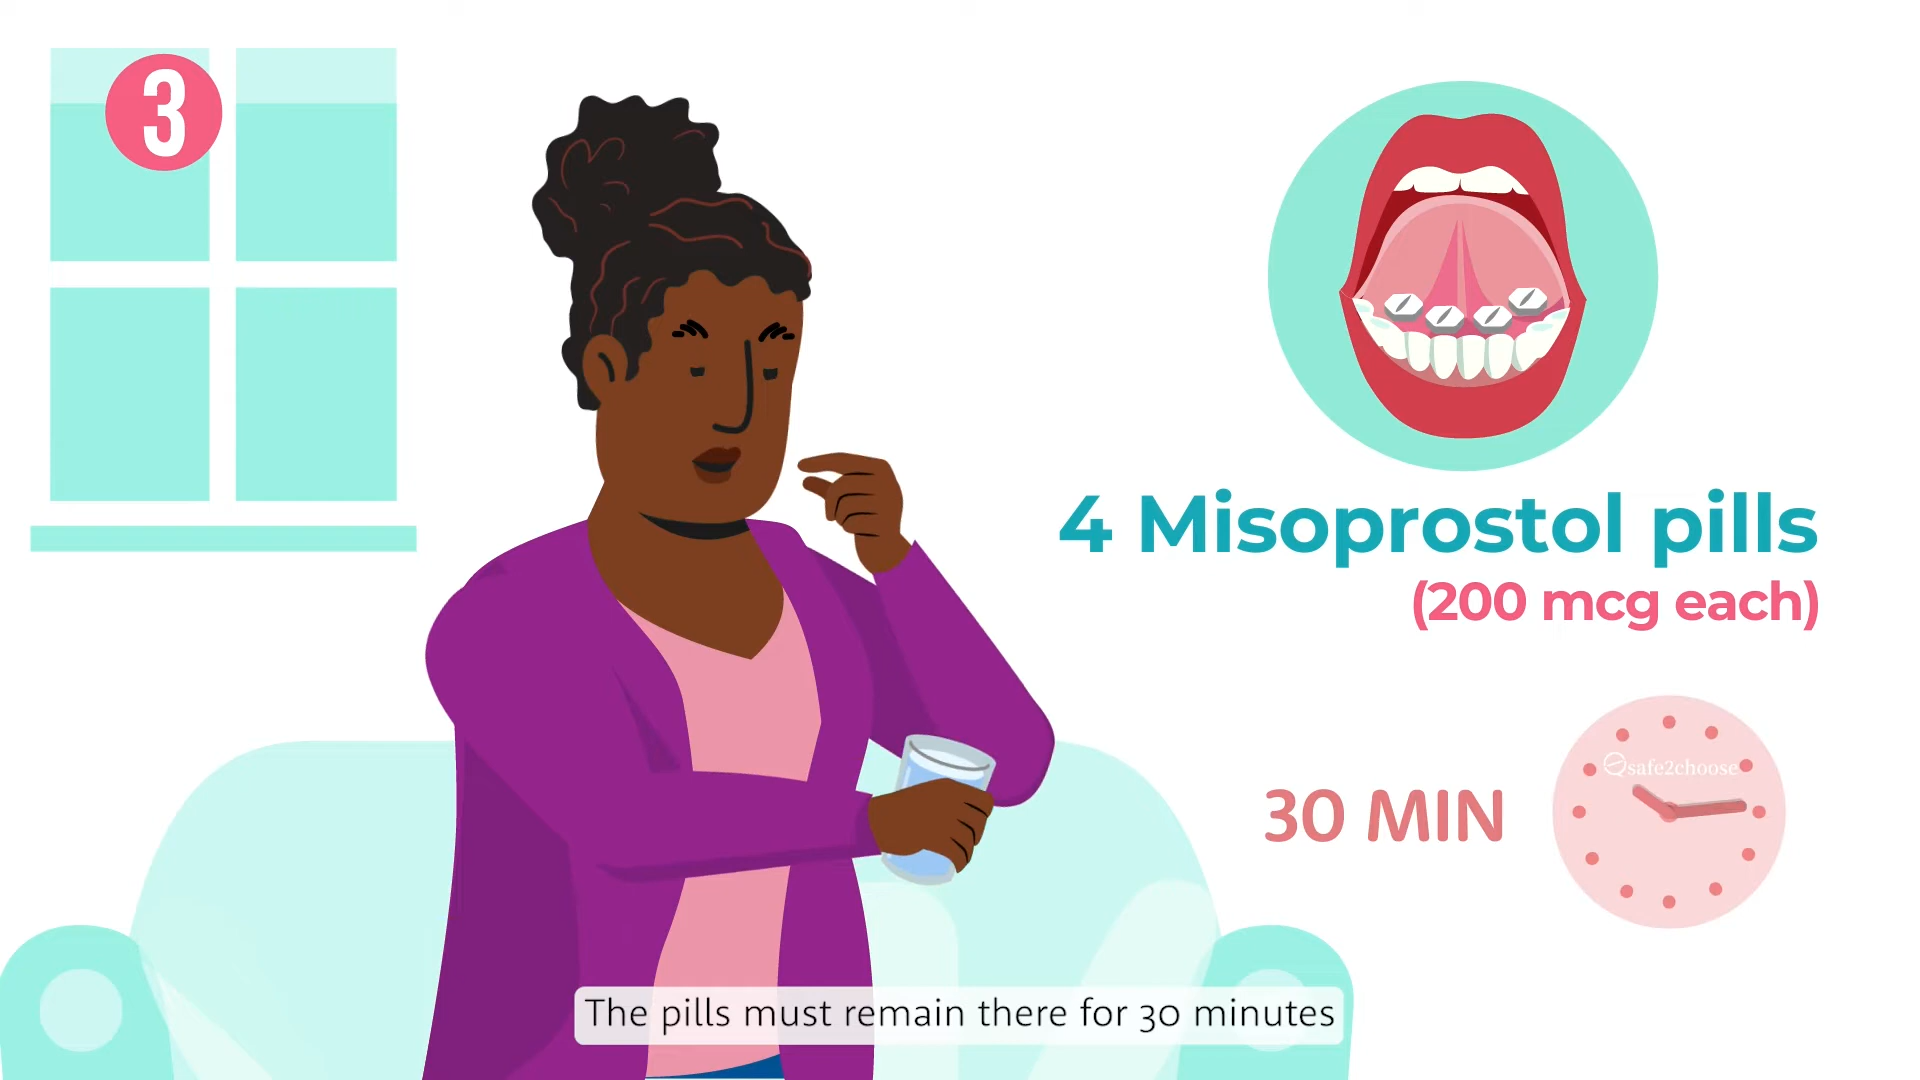 3
4 Misoprostol pills
(200 mcg each)
safe2choose
30 MIN
The pills must remain there for 30 minutes